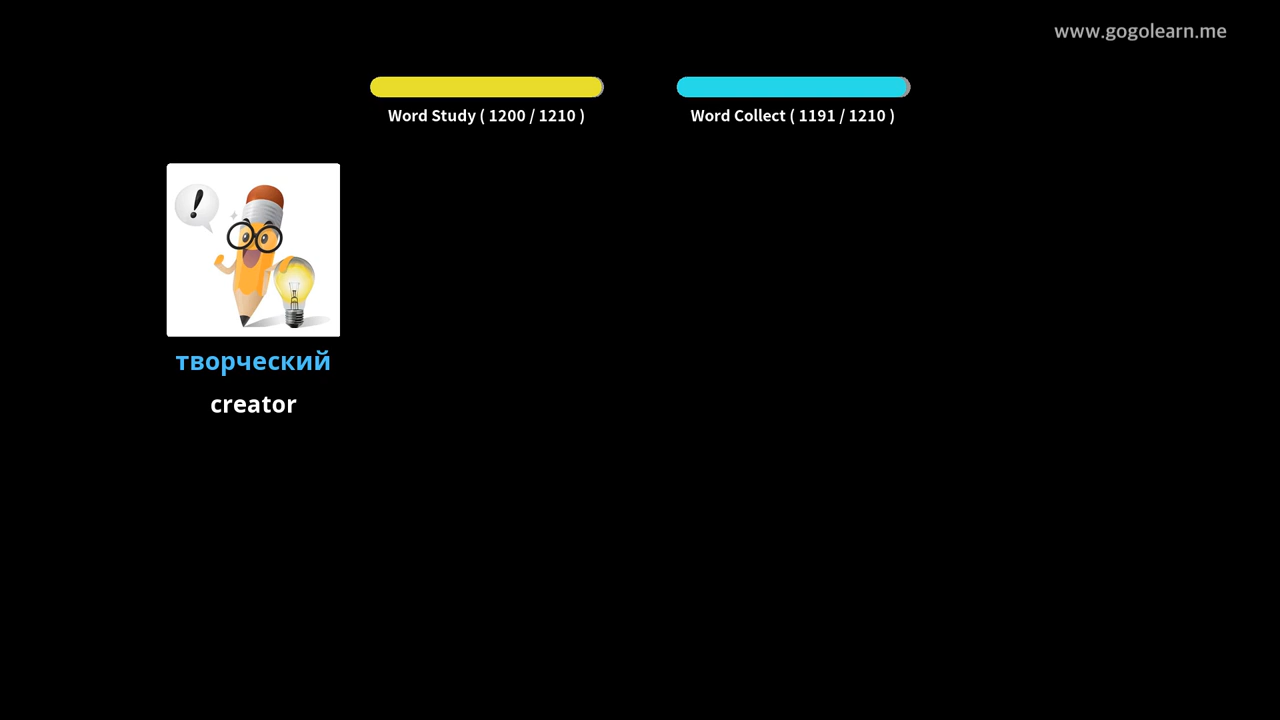 www.gogolearn.me
Word Study ( 1200 / 1210 )
Word Collect ( 1191 / 1210 )
!
творческий
creator